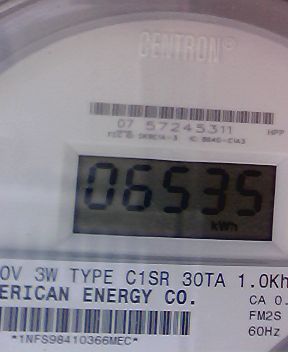 CENTRON®
07 57245311
HPP
06535
kWh
0V 3W TYPE C1SR 30TA 1.0Kh
ERICAN ENERGY CO.
CA 0.
FM2S
60Hz
*1NFS98410366MEC*